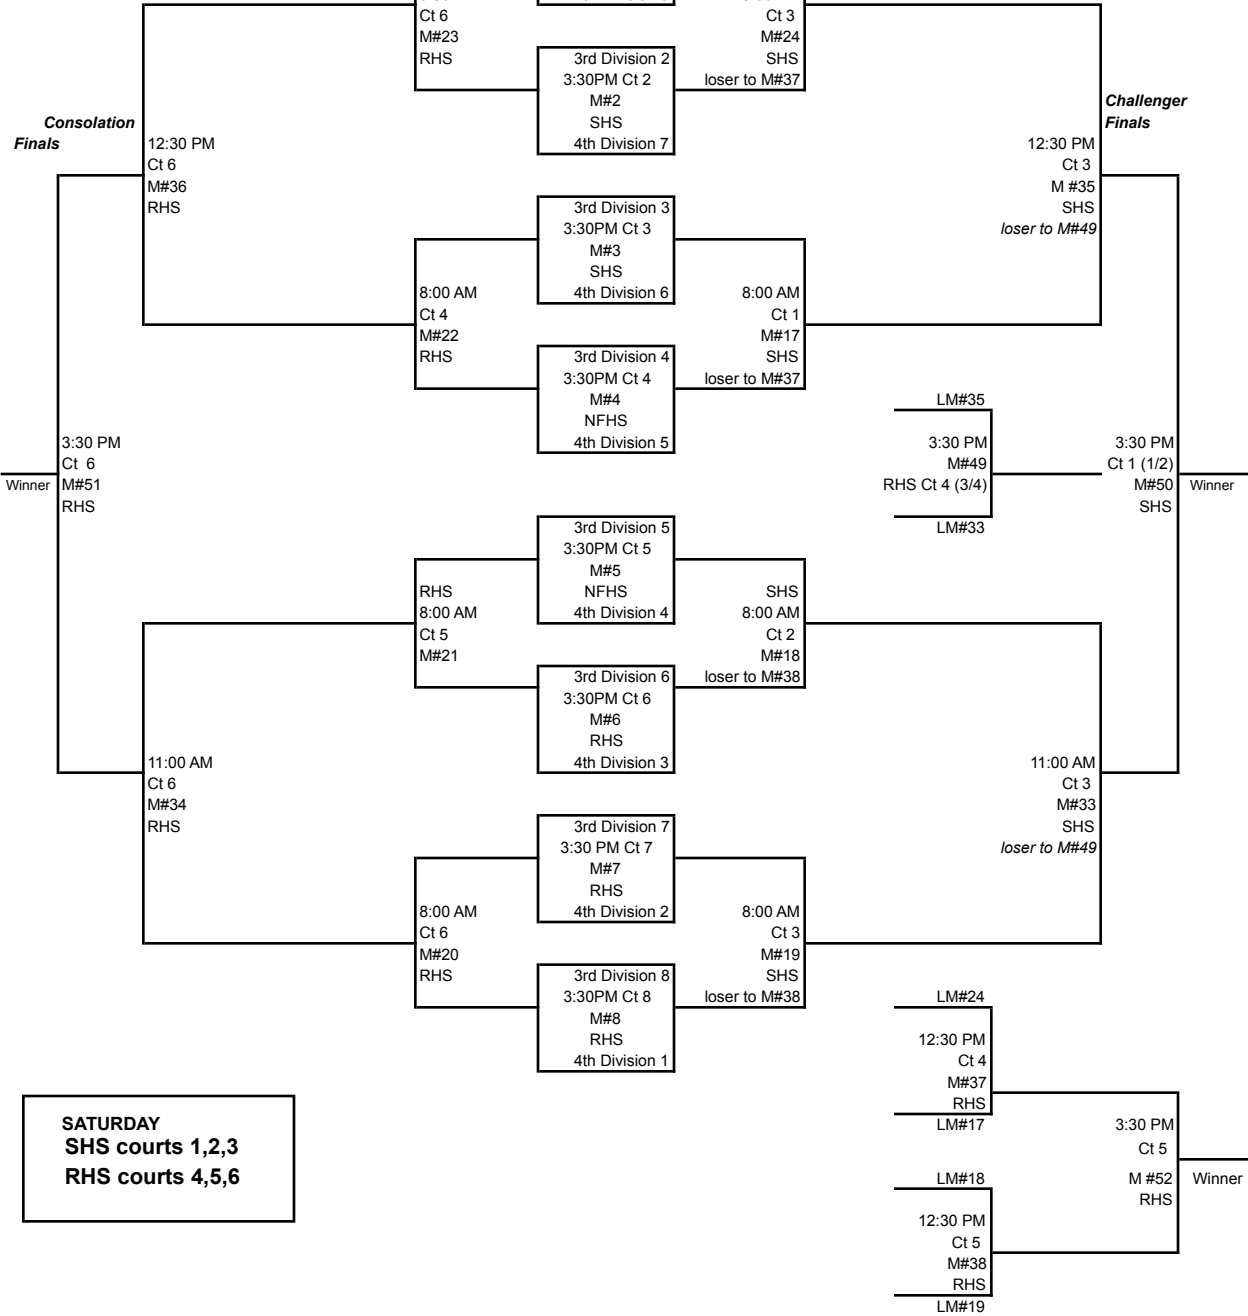 Ct 6
M#23
RHS
Ct 3
M#24
SHS
loser to M#37
3rd Division 2
3:30PM Ct 2
M#2
SHS
4th Division 7
Consolation
Finals
Challenger
Finals
12:30 PM
Ct 6
M#36
RHS
12:30 PM
Ct 3
M #35
SHS
loser to M#49
3rd Division 3
3:30PM Ct 3
M#3
SHS
4th Division 6
8:00 AM
Ct 4
M#22
RHS
8:00 AM
Ct 1
M#17
SHS
loser to M#37
3rd Division 4
3:30PM Ct 4
M#4
NFHS
4th Division 5
LM#35
3:30 PM
M#49
RHS Ct 4 (3/4)
LM#33
3:30 PM
Ct 6
M#51
RHS
Winner
3:30 PM
Ct 1 (1/2)
M#50
SHS
Winner
3rd Division 5
3:30PM Ct 5
M#5
NFHS
4th Division 4
RHS
8:00 AM
Ct 5
M#21
SHS
8:00 AM
Ct 2
M#18
loser to M#38
3rd Division 6
3:30PM Ct 6
M#6
RHS
4th Division 3
11:00 AM
Ct 6
M#34
RHS
11:00 AM
Ct 3
M#33
SHS
loser to M#49
3rd Division 7
3:30 PM Ct 7
M#7
RHS
4th Division 2
8:00 AM
Ct 6
M#20
RHS
8:00 AM
Ct 3
M#19
SHS
loser to M#38
3rd Division 8
3:30PM Ct 8
M#8
RHS
4th Division 1
LM#24
12:30 PM
Ct 4
M#37
RHS
LM#17
3:30 PM
Ct 5
M #52
RHS
Winner
LM#18
12:30 PM
Ct 5
M#38
RHS
LM#19
SATURDAY
SHS courts 1,2,3
RHS courts 4,5,6